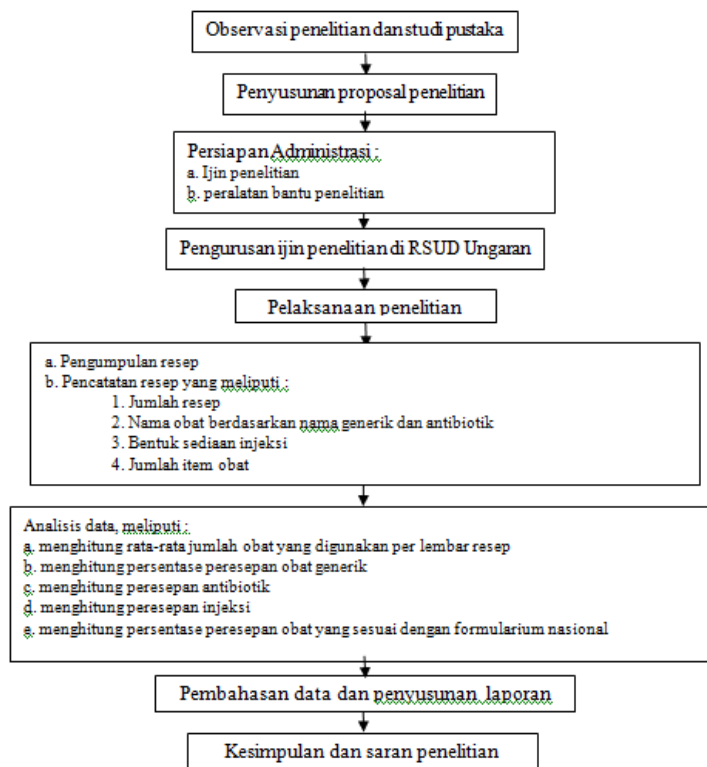 Observasi penelitian dan studi pustaka
Penyusunan proposal penelitian
Persiapan Administrasi :
a. Ijin penelitian
b. peralatan bantu penelitian
Pengurusan ijin penelitian di RSUD Ungaran
Pelaksanaan penelitian
a. Pengumpulan resep
b. Pencatatan resep yang meliputi :
1. Jumlah resep
2. Nama obat berdasarkan nama generik dan antibiotik
3. Bentuk sediaan injeksi
4. Jumlah item obat
Analisis data, meliputi :
a. menghitung rata-rata jumlah obat yang digunakan per lembar resep
b. menghitung persentase peresepan obat generik
c. menghitung peresepan antibiotik
d. menghitung peresepan injeksi
e. menghitung persentase peresepan obat yang sesuai dengan formularium nasional
Pembahasan data dan penyusunan laporan
Kesimpulan dan saran penelitian